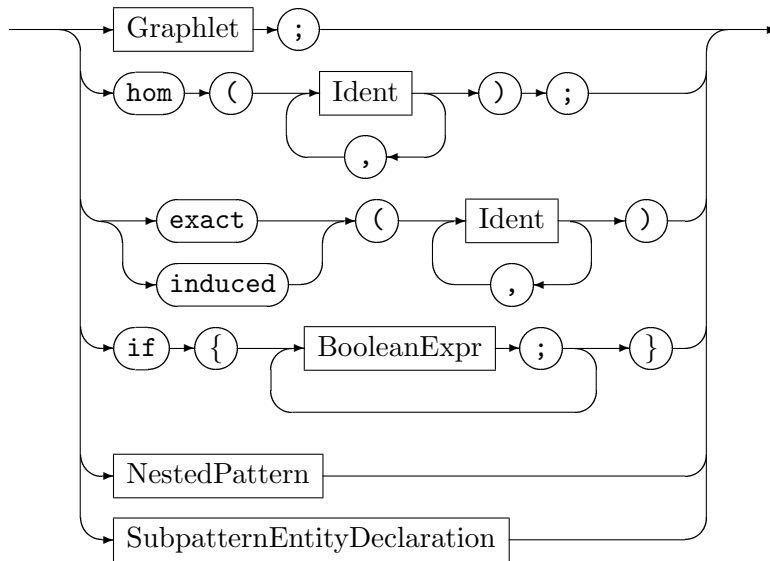 Graphlet ;
hom ( Ident ) ;
,
exact ( Ident )
induced ,
if { BooleanExpr ; }
NestedPattern
SubpatternEntityDeclaration